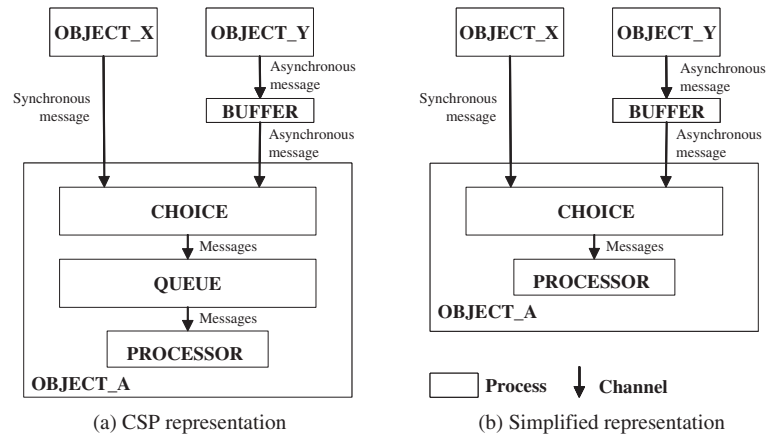 OBJECT_X
OBJECT_Y
Synchronous
message
Asynchronous
message
BUFFER
Asynchronous
message
CHOICE
Messages
QUEUE
Messages
PROCESSOR
OBJECT_A
(a) CSP representation
OBJECT_X
OBJECT_Y
Synchronous
message
Asynchronous
message
BUFFER
Asynchronous
message
CHOICE
Messages
PROCESSOR
OBJECT_A
Process
Channel
(b) Simplified representation